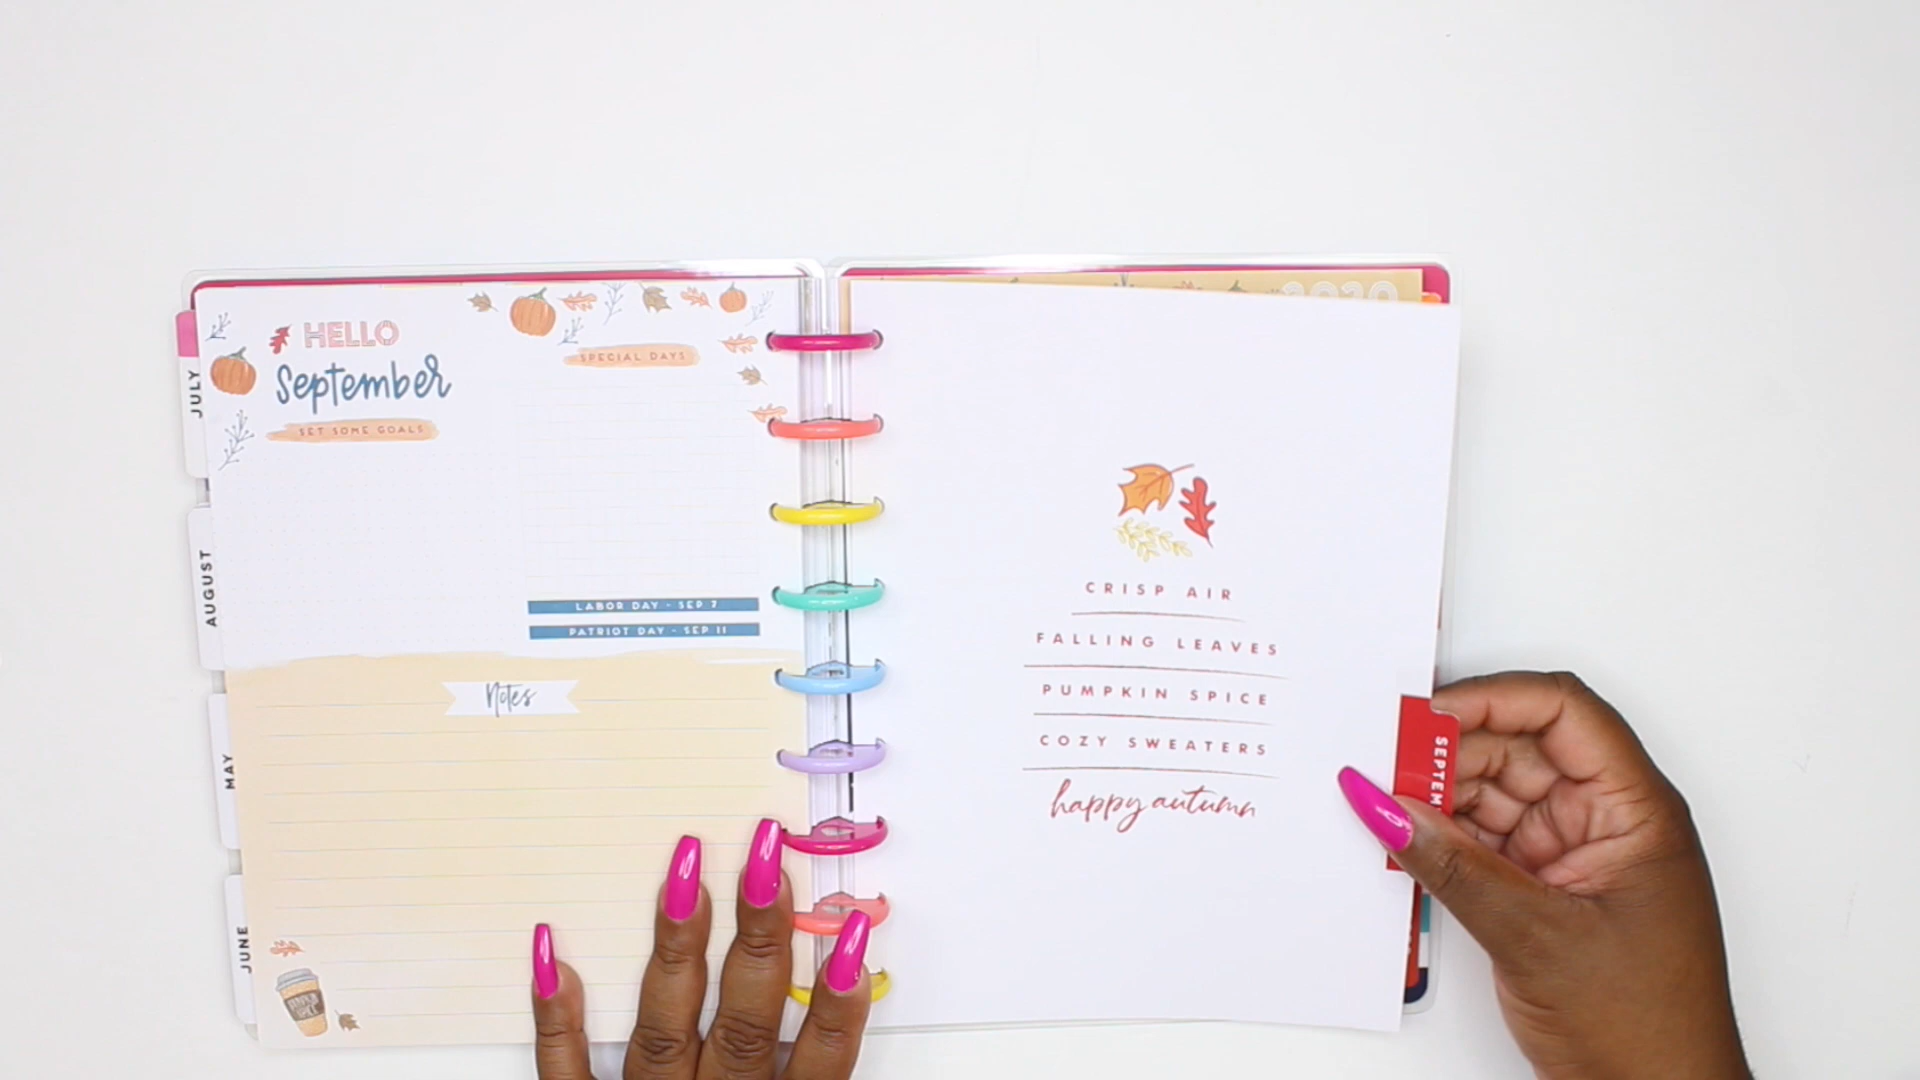 HELLO
September
SET SOME GOALS
SPECIAL DAYS
LABOR DAY - SEP 7
PATRIOT DAY - SEP 11
Notes
JULY
AUGUST
MAY
JUNE
2020
CRISP AIR
FALLING LEAVES
PUMPKIN SPICE
COZY SWEATERS
happy autumn
SEPTEM